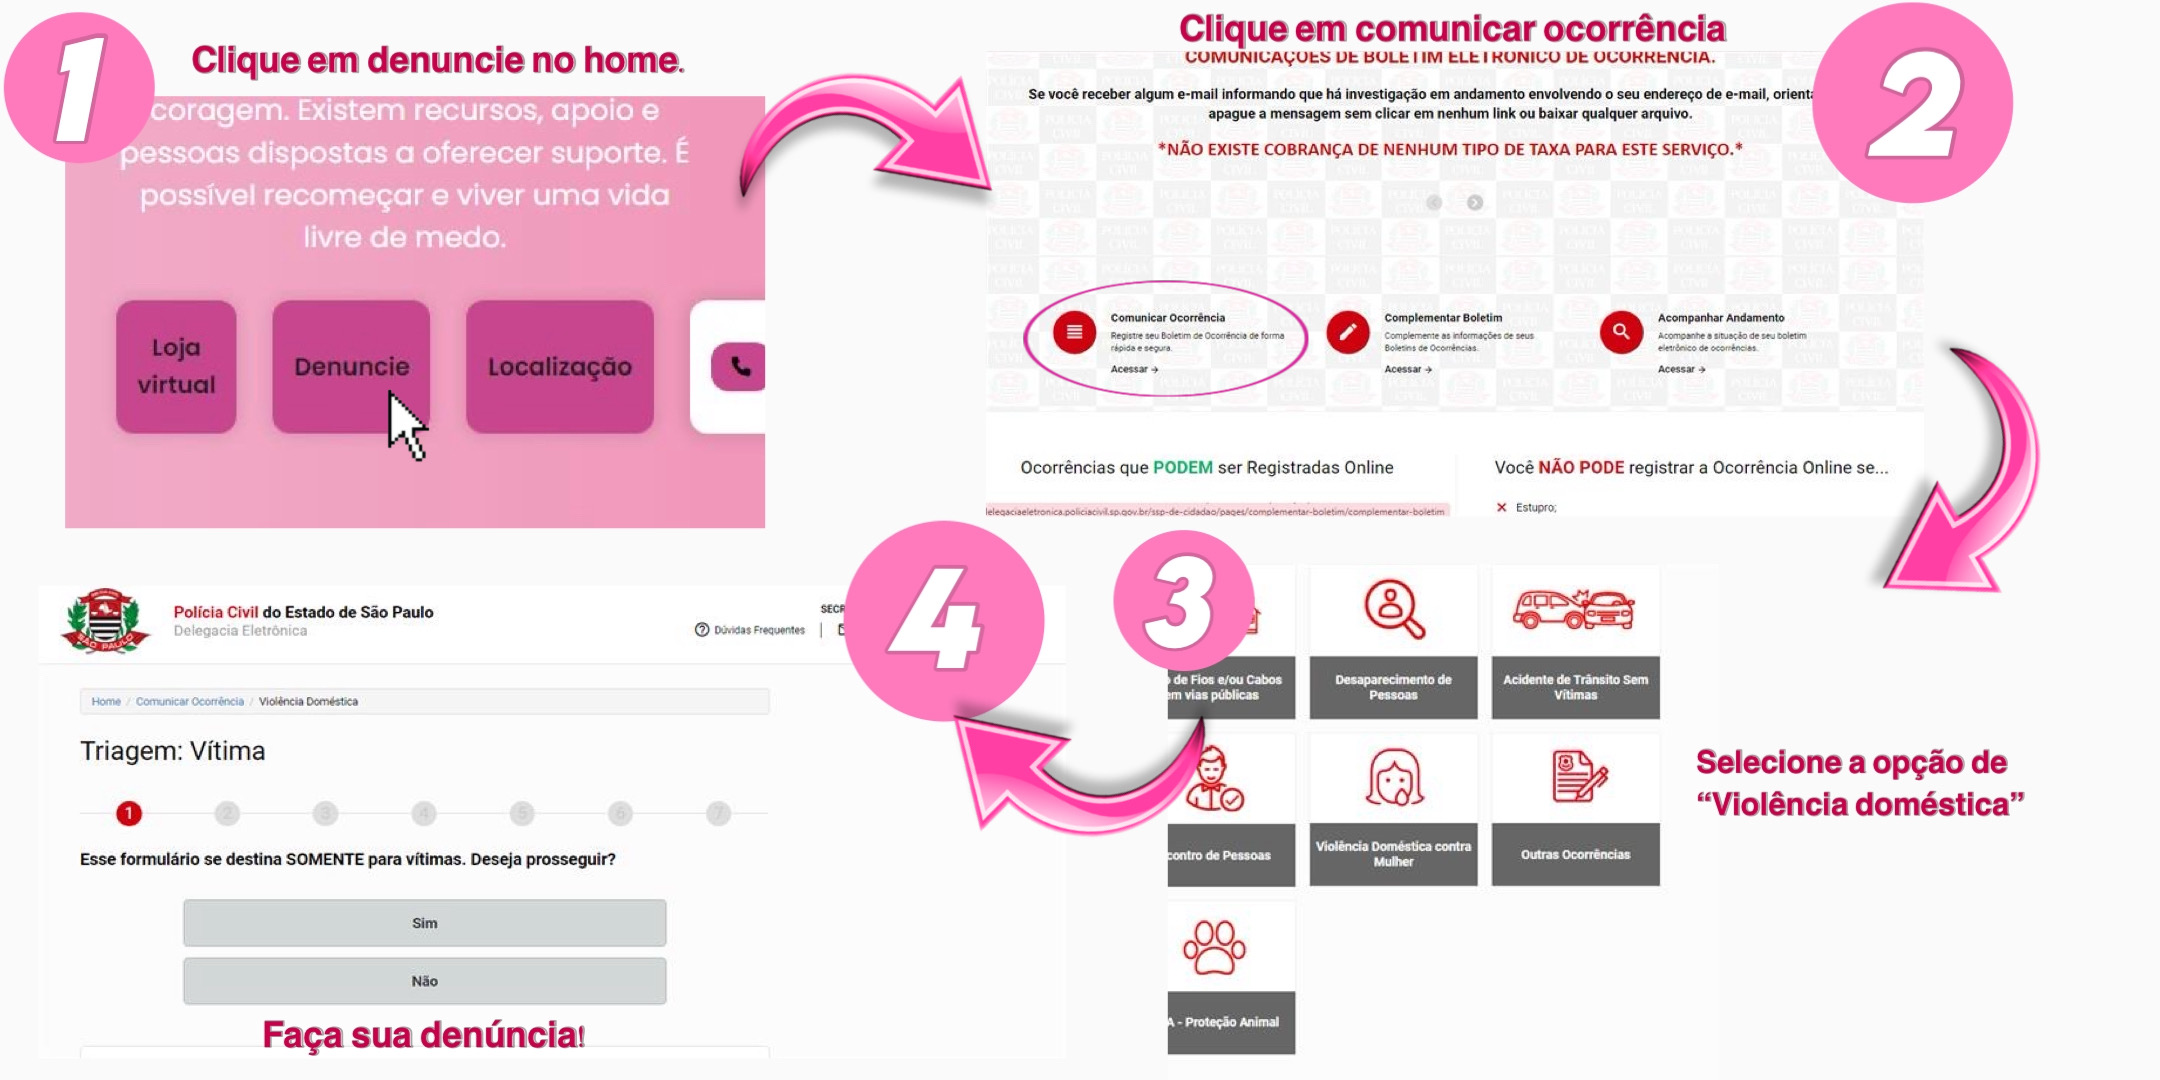 1
Clique em denuncie no home.
coragem. Existem recursos, apoio e
pessoas dispostas a oferecer suporte. É
possível recomeçar e viver uma vida
livre de medo.
Loja
virtual
Denuncie
Localização
Clique em comunicar ocorrência
2
COMUNICAÇÕES DE BOLETIM ELETRÔNICO DE OCORRÊNCIA.
Se você receber algum e-mail informando que há investigação em andamento envolvendo o seu endereço de e-mail,
apague a mensagem sem clicar em nenhum link ou baixar qualquer arquivo.
*NÃO EXISTE COBRANÇA DE NENHUM TIPO DE TAXA PARA ESTE SERVIÇO.*
Comunicar Ocorrência
Registre seu Boletim de Ocorrência de forma
rápida e segura.
Acessar →
Complementar Boletim
Complemente as informações de seus
Boletins de Ocorrências.
Acessar →
Acompanhar Andamento
Acompanhe a situação de seu boletim
eletrônico de ocorrências.
Acessar →
Ocorrências que PODEM ser Registradas Online
Você NÃO PODE registrar a Ocorrência Online se...
Estupro;
delegaciaeletronica.policiacivil.sp.gov.br/ssp-de-cidadao/pages/complementar-boletim/complementar-boletim
3
de Fios e/ou Cabos
em vias públicas
Desaparecimento de
Pessoas
Acidente de Trânsito Sem
Vítimas
contro de Pessoas
Violência Doméstica contra
Mulher
Outras Ocorrências
A - Proteção Animal
Selecione a opção de
“Violência doméstica”
4
SÃO PAULO
Polícia Civil do Estado de São Paulo
Delegacia Eletrônica
SECR
Dúvidas Frequentes
Home / Comunicar Ocorrência / Violência Doméstica
Triagem: Vítima
1 2 3 4 5 6 7
Esse formulário se destina SOMENTE para vítimas. Deseja prosseguir?
Sim
Não
Faça sua denúncia!